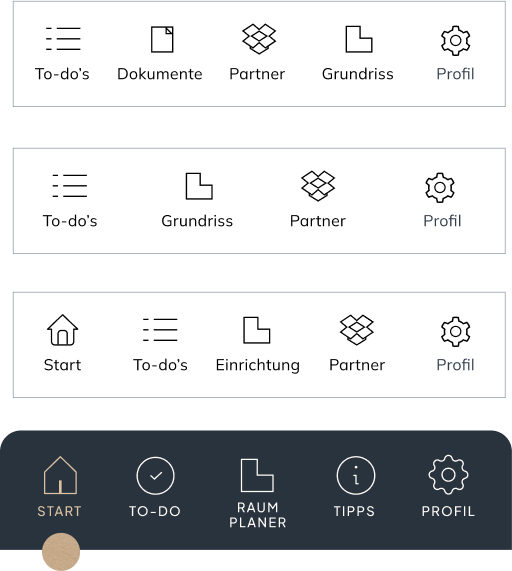 To-do's Dokumente Partner Grundriss Profil
To-do's Grundriss Partner Profil
Start To-do's Einrichtung Partner Profil
START TO-DO RAUM TIPPS PROFIL
PLANER